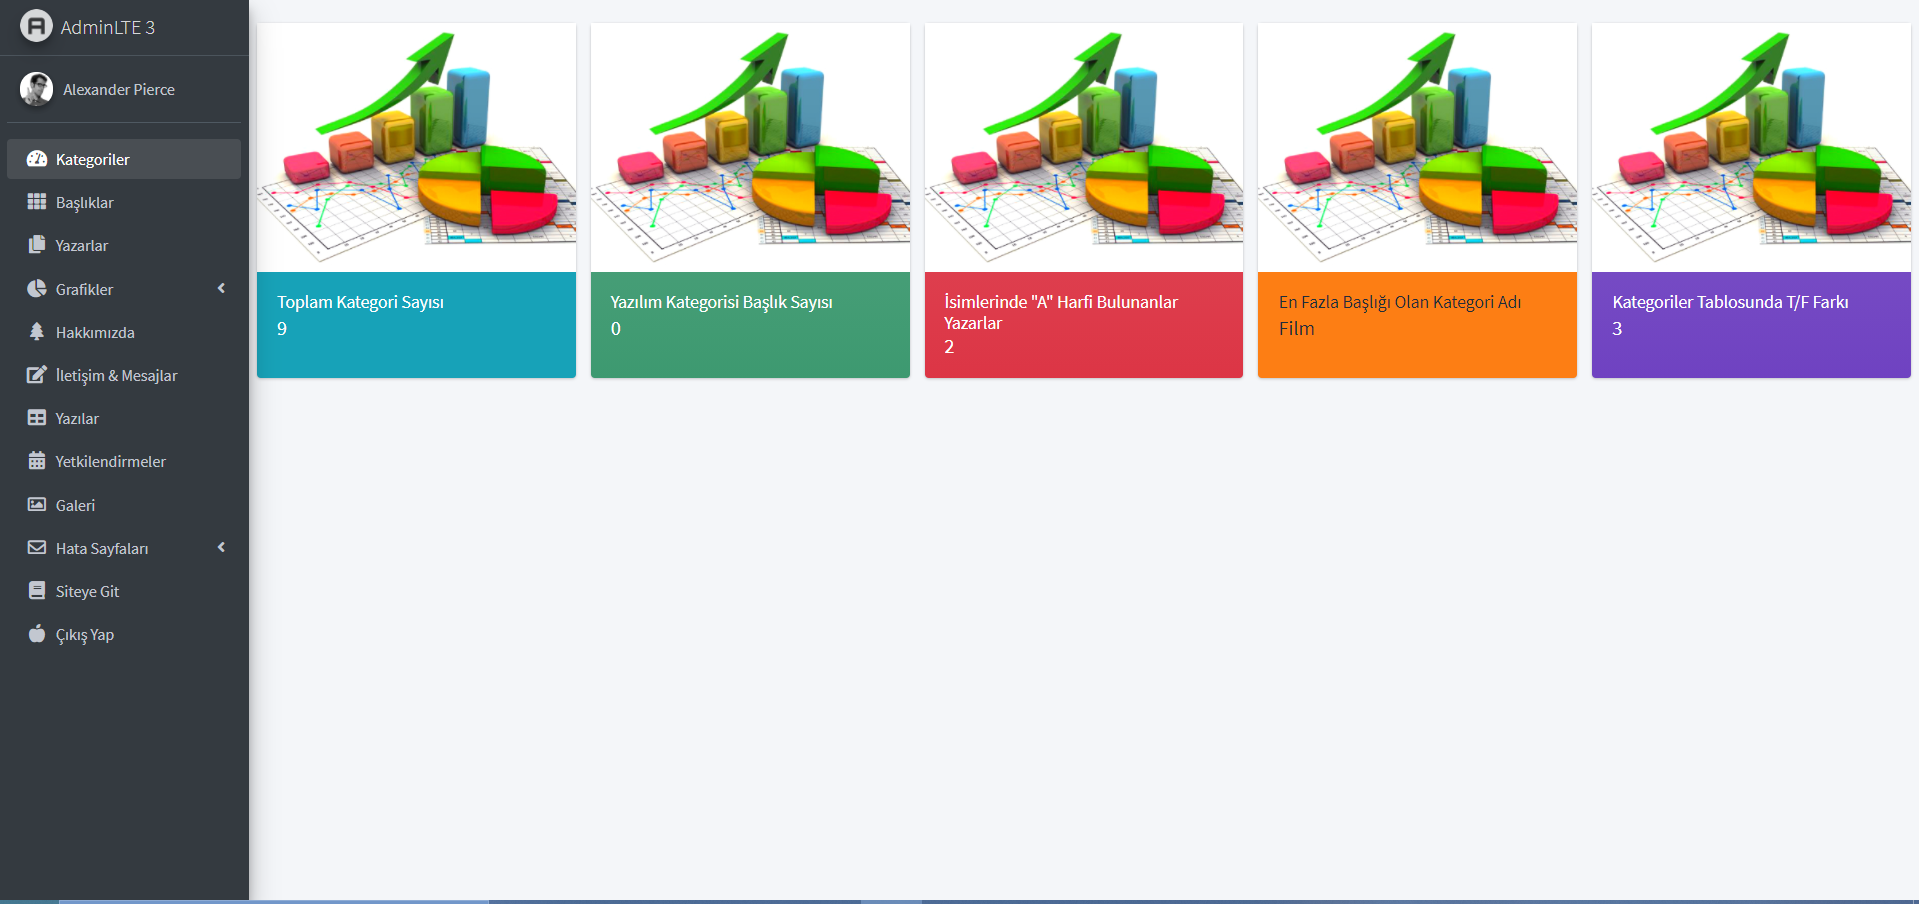 AdminLTE 3
Alexander Pierce
Kategoriler
Başlıklar
Yazarlar
Grafikler
Hakkımızda
İletişim & Mesajlar
Yazılar
Yetkilendirmeler
Galeri
Hata Sayfaları
Siteye Git
Çıkış Yap
Toplam Kategori Sayısı
9
Yazılım Kategorisi Başlık Sayısı
0
İsimlerinde "A" Harfi Bulunanlar
Yazarlar
2
En Fazla Başlığı Olan Kategori Adı
Film
Kategoriler Tablosunda T/F Farkı
3